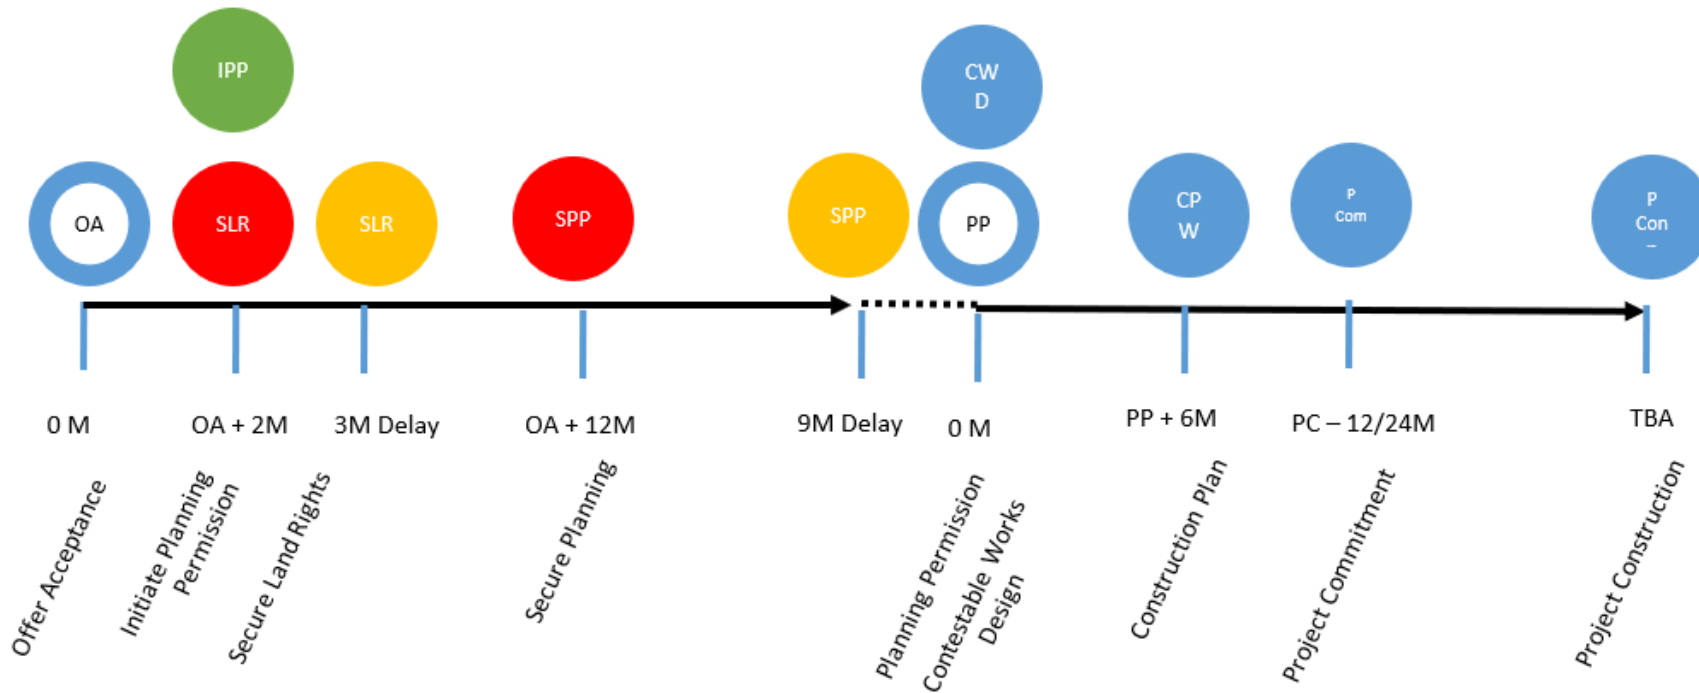 IPP
CW
D
OA
SLR
SLR
SPP
SPP
PP
CP
W
P
Com
P
Con
–
0 M
OA + 2M
3M Delay
OA + 12M
9M Delay
0 M
PP + 6M
PC – 12/24M
TBA
Offer Acceptance
Initiate Planning
Permission
Secure Land Rights
Secure Planning
Planning Permission
Contestable Works
Design
Construction Plan
Project Commitment
Project Construction